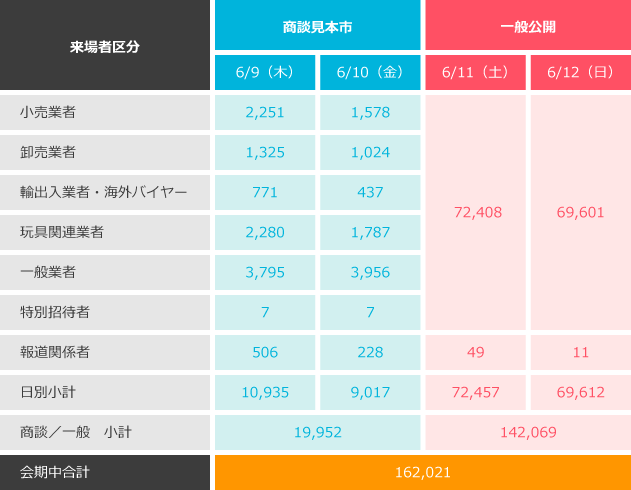 来場者区分 商談見本市 一般公開
6/9（木） 6/10（金） 6/11（土） 6/12（日）
小売業者 2,251 1,578
卸売業者 1,325 1,024
輸出入業者・海外バイヤー 771 437
72,408 69,601
玩具関連業者 2,280 1,787
一般業者 3,795 3,956
特別招待者 7 7
報道関係者 506 228 49 11
日別小計 10,935 9,017 72,457 69,612
商談／一般　小計 19,952 142,069
会期中合計 162,021